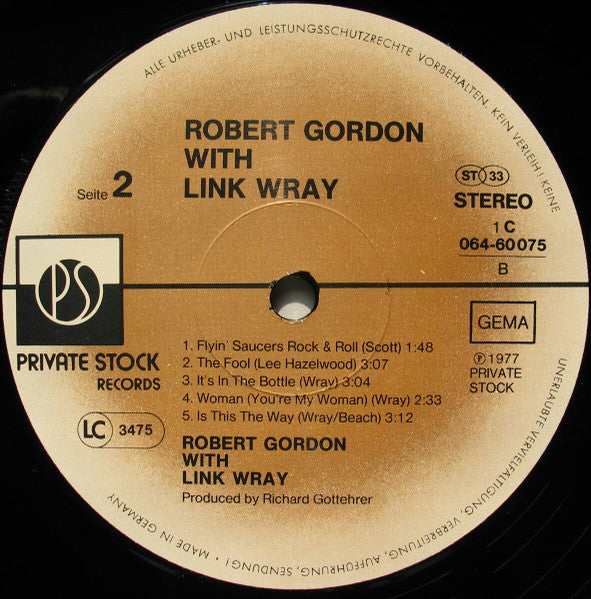 ALLE URHEBER- UND LEISTUNGSSCHUTZRECHTE VORBEHALTEN. KEIN VERLEIH! KEINE
UNERLAUBTE VERVIELFÄLTIGUNG, AUFFÜHRUNG, SENDUNG! • MADE IN GERMANY
ROBERT GORDON
WITH
LINK WRAY
Seite 2
ST 33
STEREO
1 C
064-60075
B
PS
PRIVATE STOCK
RECORDS
LC 3475
GEMA
℗ 1977
PRIVATE
STOCK
1. Flyin' Saucers Rock & Roll (Scott) 1:48
2. The Fool (Lee Hazelwood) 3:07
3. It's In The Bottle (Wray) 3:04
4. Woman (You're My Woman) (Wray) 2:33
5. Is This The Way (Wray/Beach) 3:12
ROBERT GORDON
WITH
LINK WRAY
Produced by Richard Gottehrer